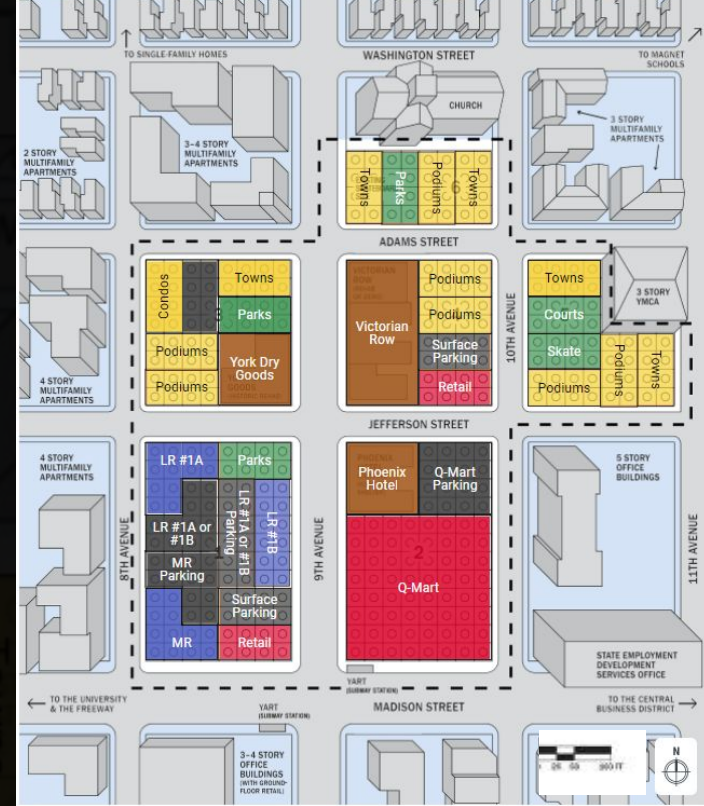 TO SINGLE-FAMILY HOMES
WASHINGTON STREET
TO MAGNET
SCHOOLS
CHURCH
2 STORY
MULTIFAMILY
APARTMENTS
3–4 STORY
MULTIFAMILY
APARTMENTS
3 STORY
MULTIFAMILY
APARTMENTS
Towns
Parks
Podiums
Towns
6
ADAMS STREET
Condos
Towns
Parks
Podiums
Podiums
York Dry
Goods
VICTORIAN
ROW
Victorian
Row
Podiums
Podiums
Surface
Parking
Retail
10TH AVENUE
Towns
Courts
Skate
Podiums
Podiums
Towns
3 STORY
YMCA
4 STORY
MULTIFAMILY
APARTMENTS
JEFFERSON STREET
4 STORY
MULTIFAMILY
APARTMENTS
8TH AVENUE
LR #1A
Parks
LR #1A or
#1B
LR #1A or #1B
Parking
LR #1B
MR
Parking
1
Surface
Parking
MR
Retail
9TH AVENUE
PHOENIX
Phoenix
Hotel
Q-Mart
Parking
2
Q-Mart
5 STORY
OFFICE
BUILDINGS
11TH AVENUE
STATE EMPLOYMENT
DEVELOPMENT
SERVICES OFFICE
YART
(SUBWAY STATION)
TO THE UNIVERSITY
& THE FREEWAY
YART
(SUBWAY STATION)
MADISON STREET
TO THE CENTRAL
BUSINESS DISTRICT
3–4 STORY
OFFICE
BUILDINGS
(WITH GROUND-
FLOOR RETAIL)
N